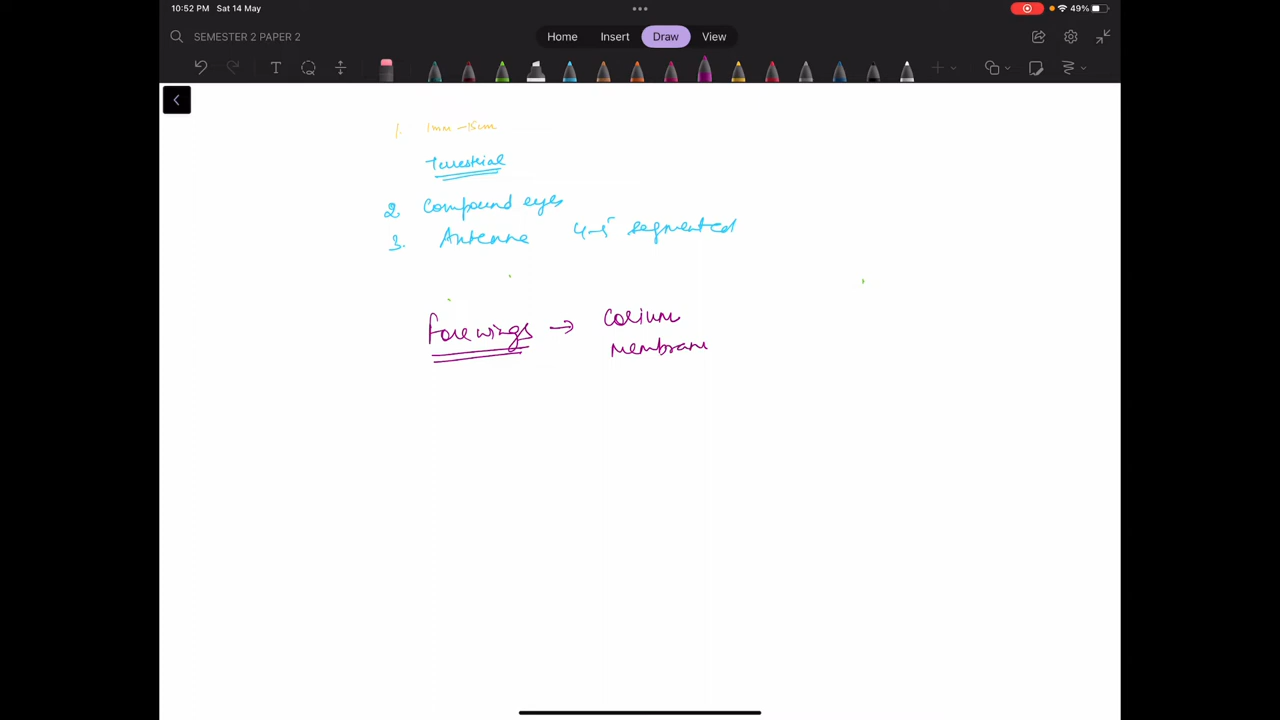 10:52 PM Sat 14 May
49%
SEMESTER 2 PAPER 2
Home Insert Draw View
1. 1mm - 15cm
Terrestrial
2. Compound eyes
3. Antenne 4-5 segmented
Forewings → Corium
membrane